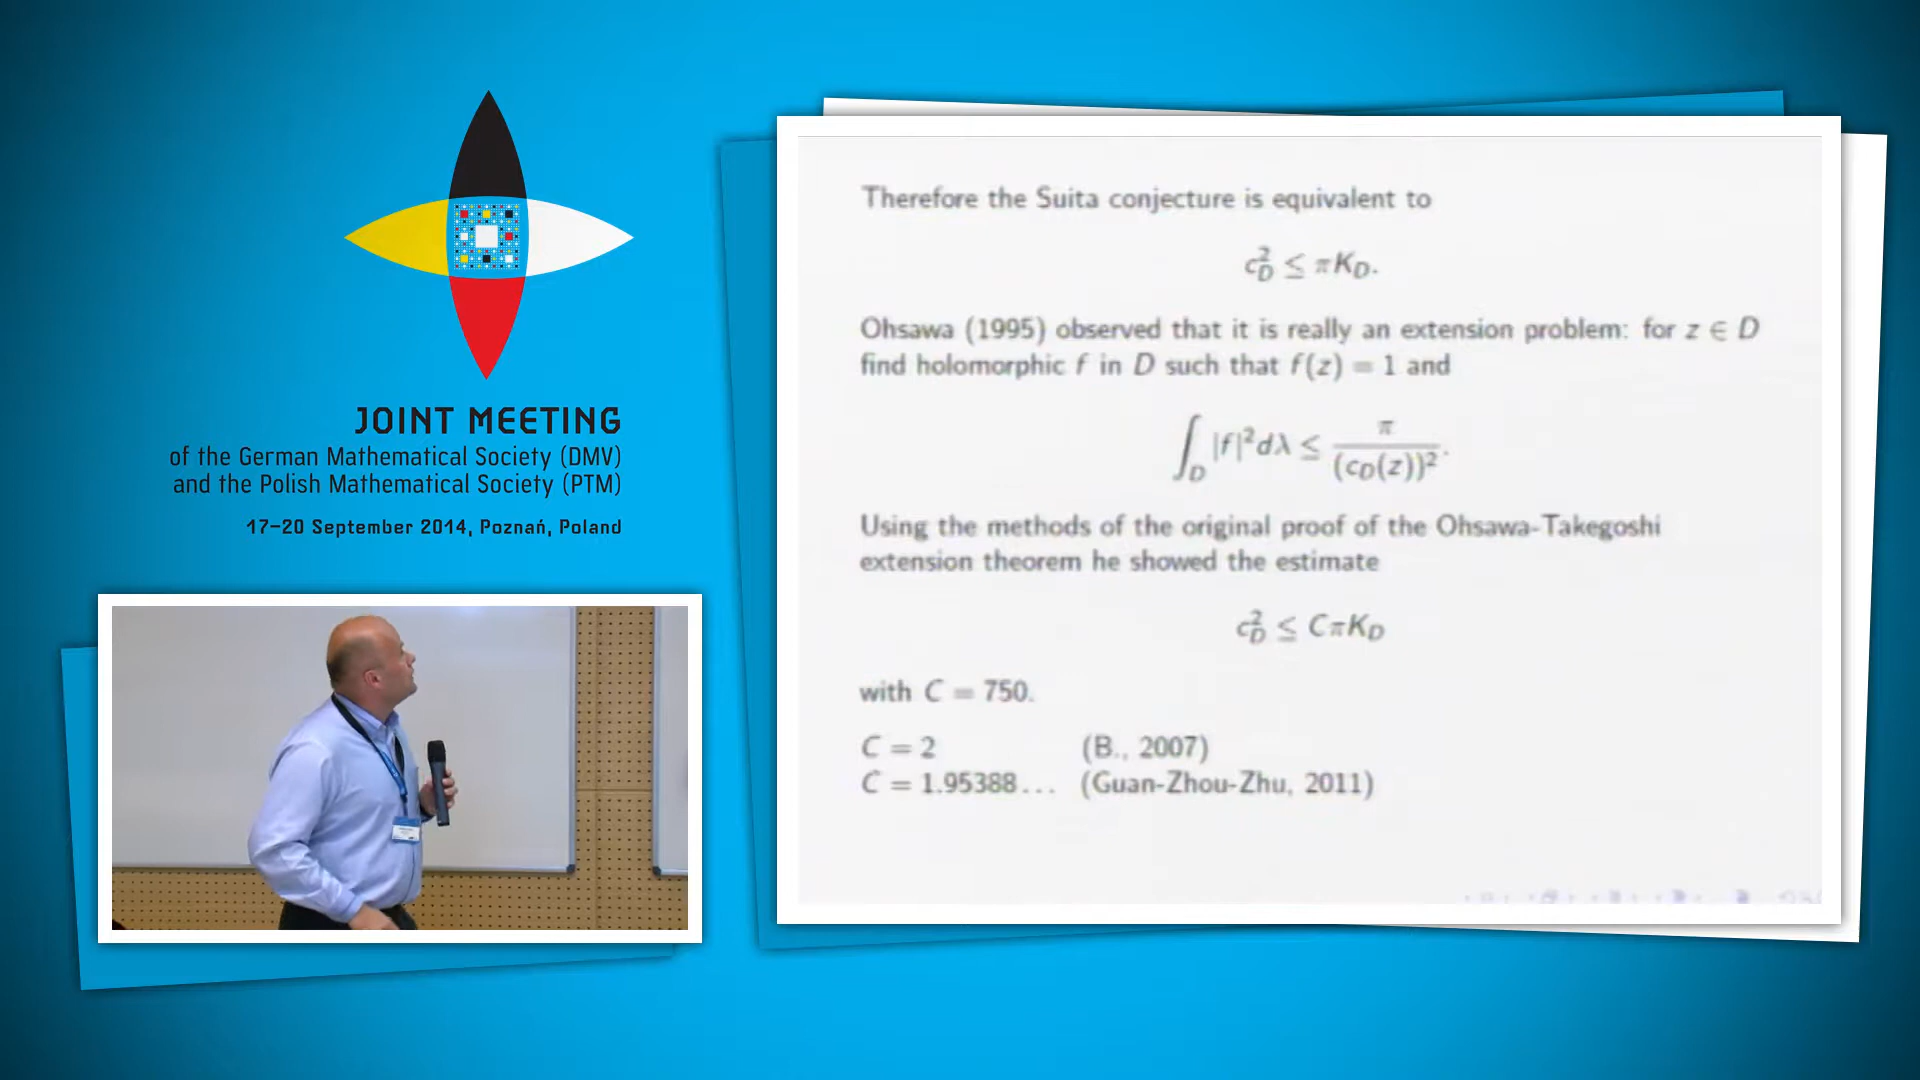 JOINT MEETING
of the German Mathematical Society (DMV)
and the Polish Mathematical Society (PTM)
17–20 September 2014, Poznań, Poland
Therefore the Suita conjecture is equivalent to
c_D^2 ≤ πK_D.
Ohsawa (1995) observed that it is really an extension problem: for z ∈ D
find holomorphic f in D such that f(z) = 1 and
∫_D |f|^2 dλ ≤ π / (c_D(z))^2.
Using the methods of the original proof of the Ohsawa-Takegoshi
extension theorem he showed the estimate
c_D^2 ≤ CπK_D
with C = 750.
C = 2 (B., 2007)
C = 1.95388... (Guan-Zhou-Zhu, 2011)